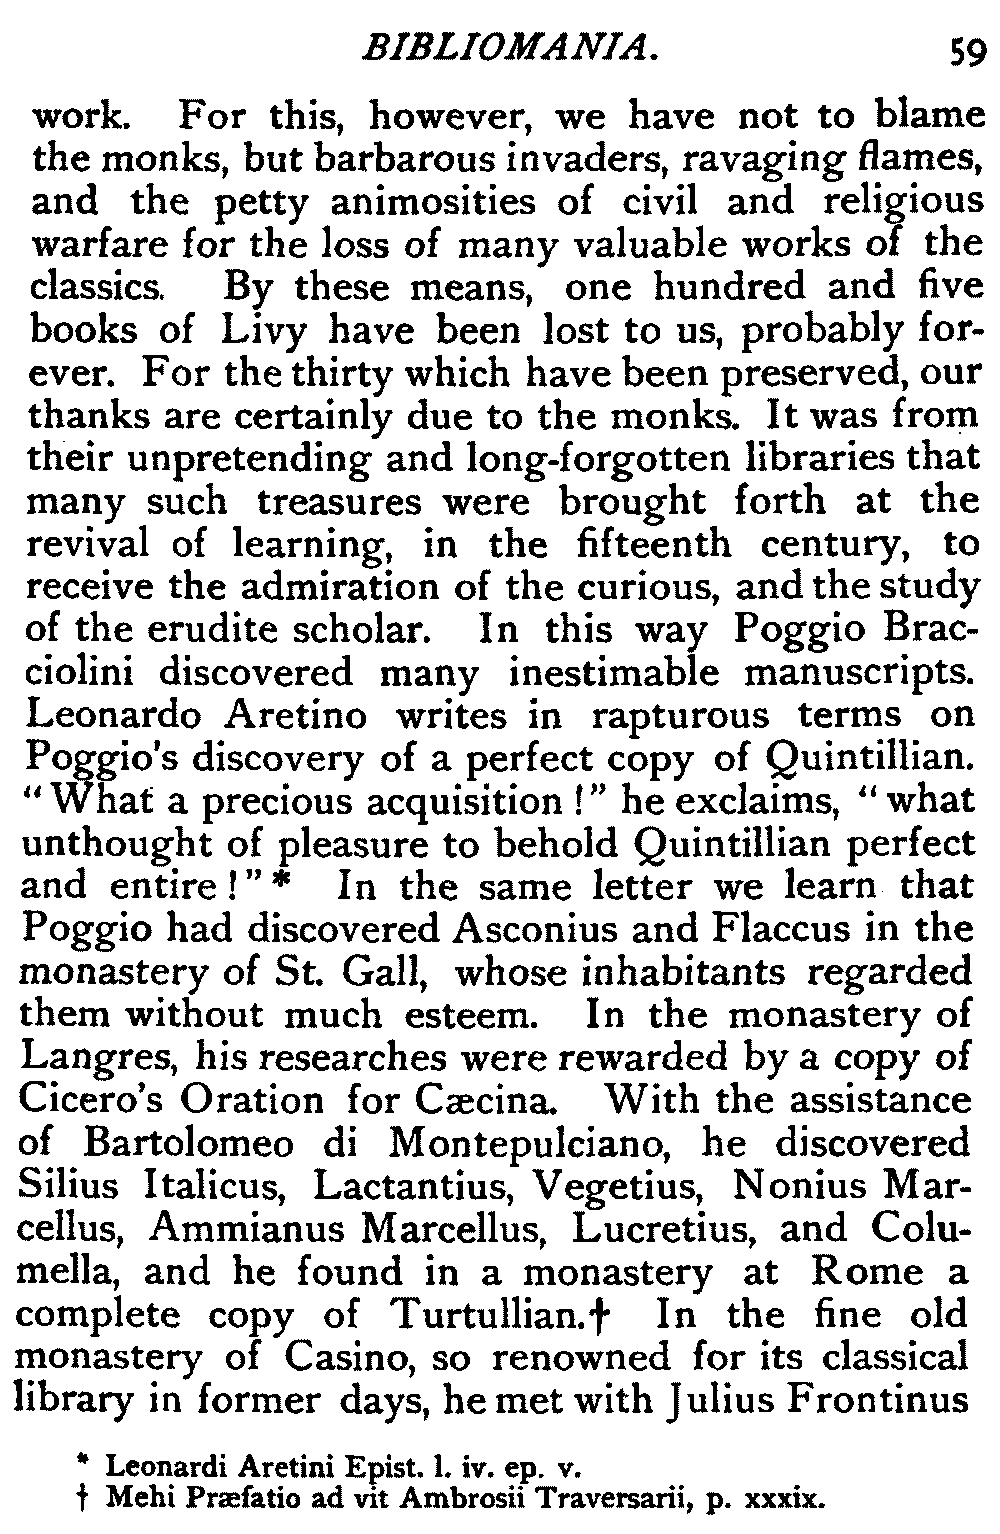 BIBLIOMANIA. 59
work. For this, however, we have not to blame
the monks, but barbarous invaders, ravaging flames,
and the petty animosities of civil and religious
warfare for the loss of many valuable works of the
classics. By these means, one hundred and five
books of Livy have been lost to us, probably for-
ever. For the thirty which have been preserved, our
thanks are certainly due to the monks. It was from
their unpretending and long-forgotten libraries that
many such treasures were brought forth at the
revival of learning, in the fifteenth century, to
receive the admiration of the curious, and the study
of the erudite scholar. In this way Poggio Brac-
ciolini discovered many inestimable manuscripts.
Leonardo Aretino writes in rapturous terms on
Poggio's discovery of a perfect copy of Quintillian.
“What a precious acquisition!” he exclaims, “what
unthought of pleasure to behold Quintillian perfect
and entire!”* In the same letter we learn that
Poggio had discovered Asconius and Flaccus in the
monastery of St. Gall, whose inhabitants regarded
them without much esteem. In the monastery of
Langres, his researches were rewarded by a copy of
Cicero's Oration for Cæcina. With the assistance
of Bartolomeo di Montepulciano, he discovered
Silius Italicus, Lactantius, Vegetius, Nonius Mar-
cellus, Ammianus Marcellus, Lucretius, and Colu-
mella, and he found in a monastery at Rome a
complete copy of Turtullian.† In the fine old
monastery of Casino, so renowned for its classical
library in former days, he met with Julius Frontinus
* Leonardi Aretini Epist. l. iv. ep. v.
† Mehi Præfatio ad vit Ambrosii Traversarii, p. xxxix.